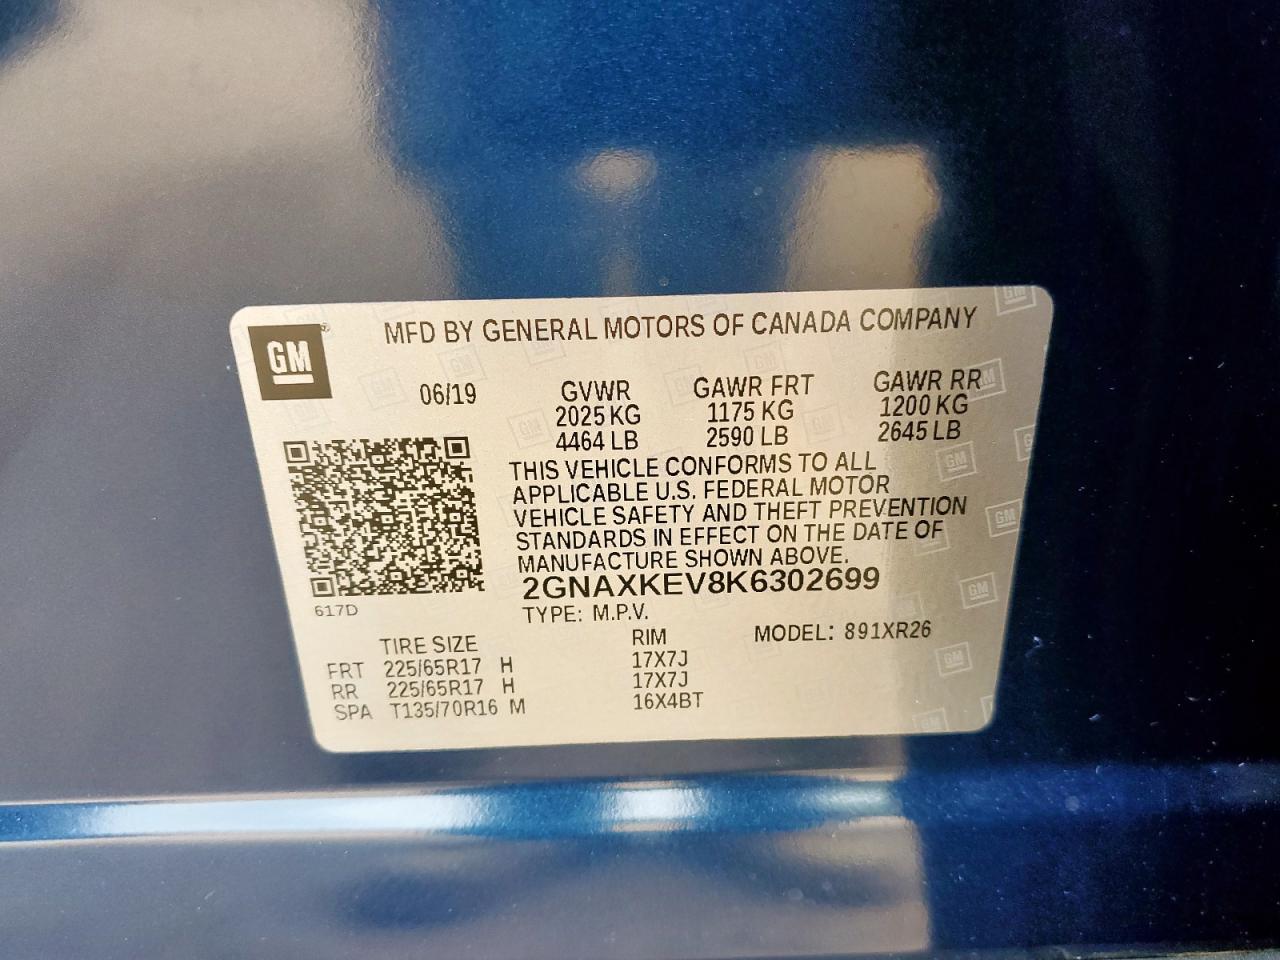 GM®
MFD BY GENERAL MOTORS OF CANADA COMPANY
06/19 GVWR GAWR FRT GAWR RR
2025 KG 1175 KG 1200 KG
4464 LB 2590 LB 2645 LB
THIS VEHICLE CONFORMS TO ALL
APPLICABLE U.S. FEDERAL MOTOR
VEHICLE SAFETY AND THEFT PREVENTION
STANDARDS IN EFFECT ON THE DATE OF
MANUFACTURE SHOWN ABOVE.
2GNAXKEV8K6302699
617D
TYPE: M.P.V.
TIRE SIZE RIM MODEL: 891XR26
FRT 225/65R17 H 17X7J
RR 225/65R17 H 17X7J
SPA T135/70R16 M 16X4BT